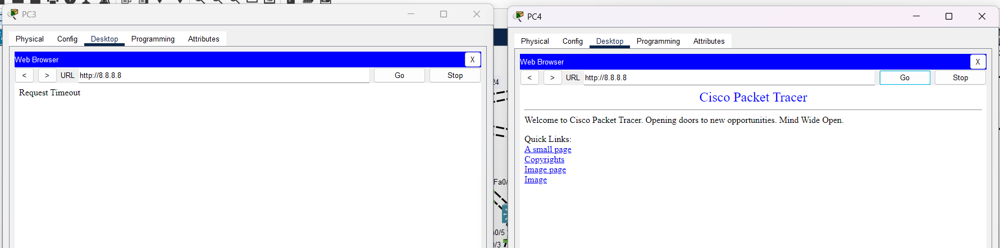 PC3
Physical Config Desktop Programming Attributes
Web Browser X
< > URL http://8.8.8.8 Go Stop
Request Timeout
24
Fa0/
0/5
/3
PC4
Physical Config Desktop Programming Attributes
Web Browser X
< > URL http://8.8.8.8 Go Stop
Cisco Packet Tracer
Welcome to Cisco Packet Tracer. Opening doors to new opportunities. Mind Wide Open.
Quick Links:
A small page
Copyrights
Image page
Image